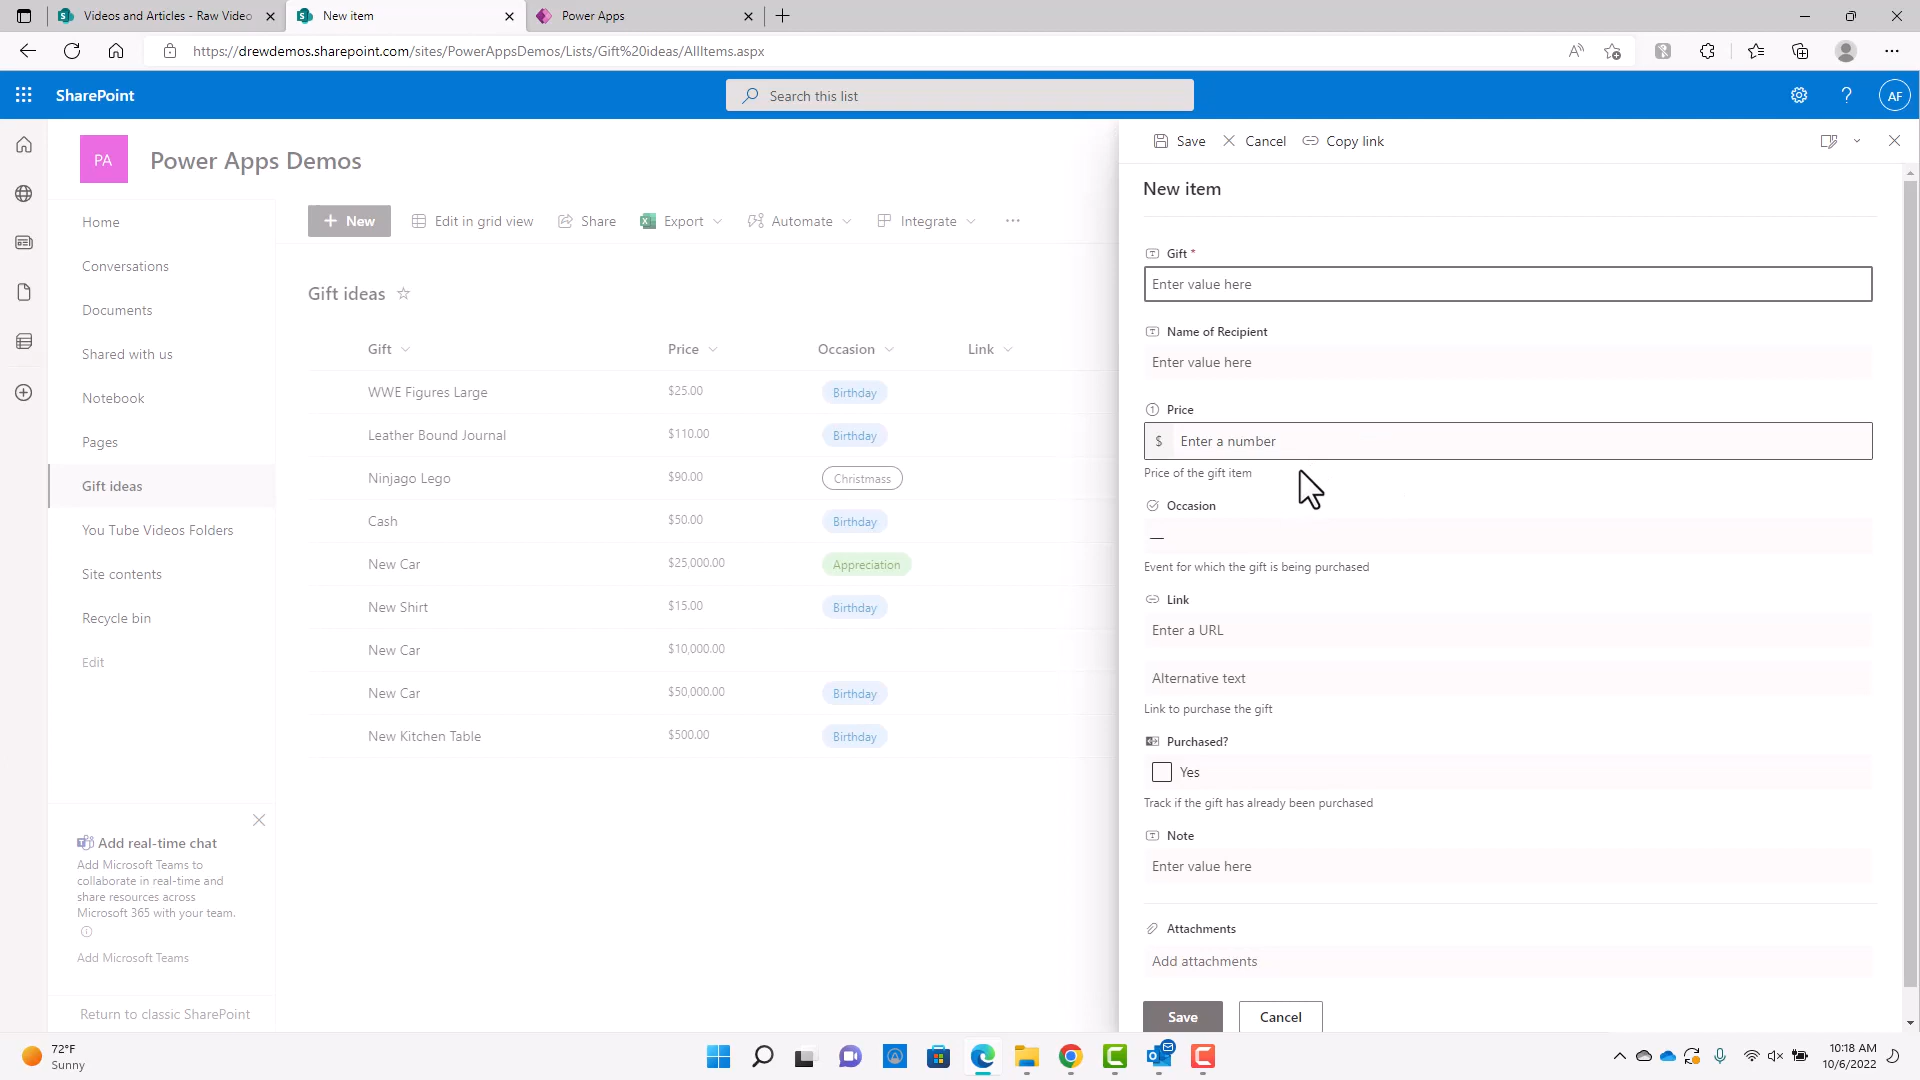 Videos and Articles - Raw Video
New item
Power Apps
https://drewdemos.sharepoint.com/sites/PowerAppsDemos/Lists/Gift%20ideas/AllItems.aspx
SharePoint
Search this list
AF
PA
Power Apps Demos
New
Edit in grid view
Share
Export
Automate
Integrate
Home
Conversations
Documents
Shared with us
Notebook
Pages
Gift ideas
You Tube Videos Folders
Site contents
Recycle bin
Edit
Add real-time chat
Add Microsoft Teams to
collaborate in real-time and
share resources across
Microsoft 365 with your team.
Add Microsoft Teams
Return to classic SharePoint
Gift ideas
Gift Price Occasion Link
WWE Figures Large $25.00 Birthday
Leather Bound Journal $110.00 Birthday
Ninjago Lego $90.00 Christmass
Cash $50.00 Birthday
New Car $25,000.00 Appreciation
New Shirt $15.00 Birthday
New Car $10,000.00
New Car $50,000.00 Birthday
New Kitchen Table $500.00 Birthday
Save Cancel Copy link
New item
Gift *
Enter value here
Name of Recipient
Enter value here
Price
$ Enter a number
Price of the gift item
Occasion
—
Event for which the gift is being purchased
Link
Enter a URL
Alternative text
Link to purchase the gift
Purchased?
Yes
Track if the gift has already been purchased
Note
Enter value here
Attachments
Add attachments
Save Cancel
72°F
Sunny
10:18 AM
10/6/2022